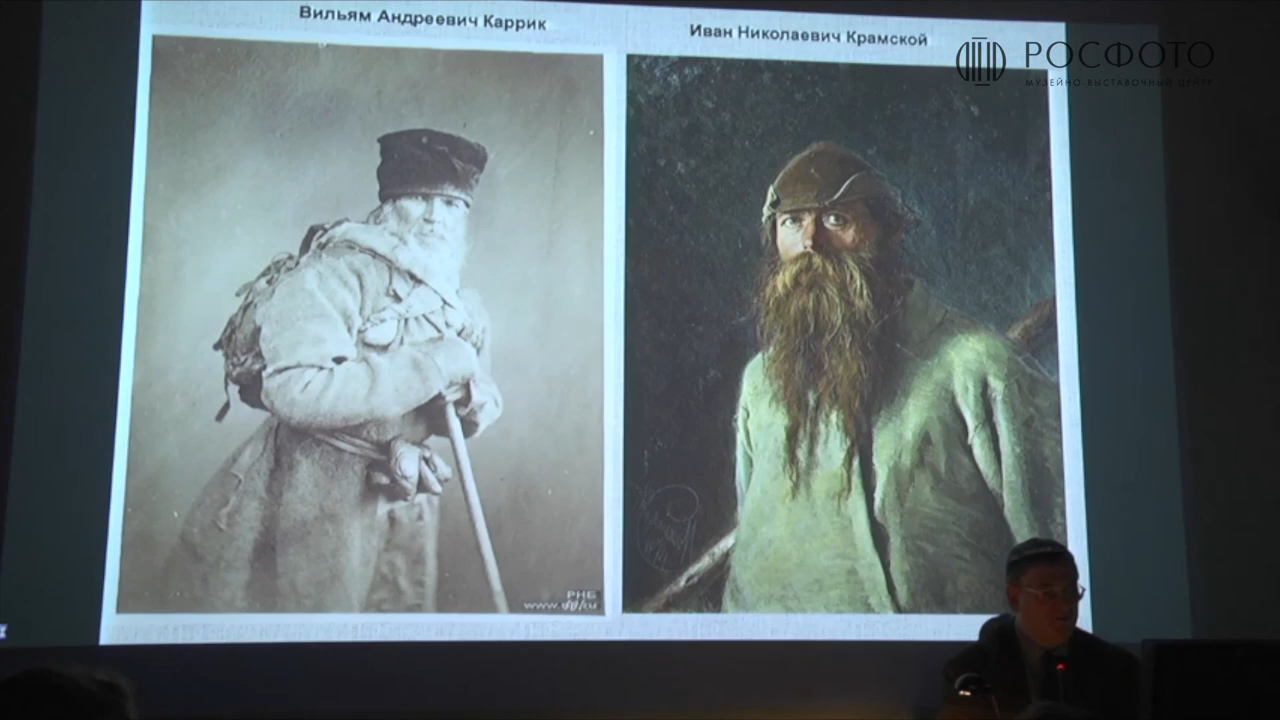 Вильям Андреевич Каррик
Иван Николаевич Крамской
РОСФОТО
МУЗЕЙНО-ВЫСТАВОЧНЫЙ ЦЕНТР
РНБ